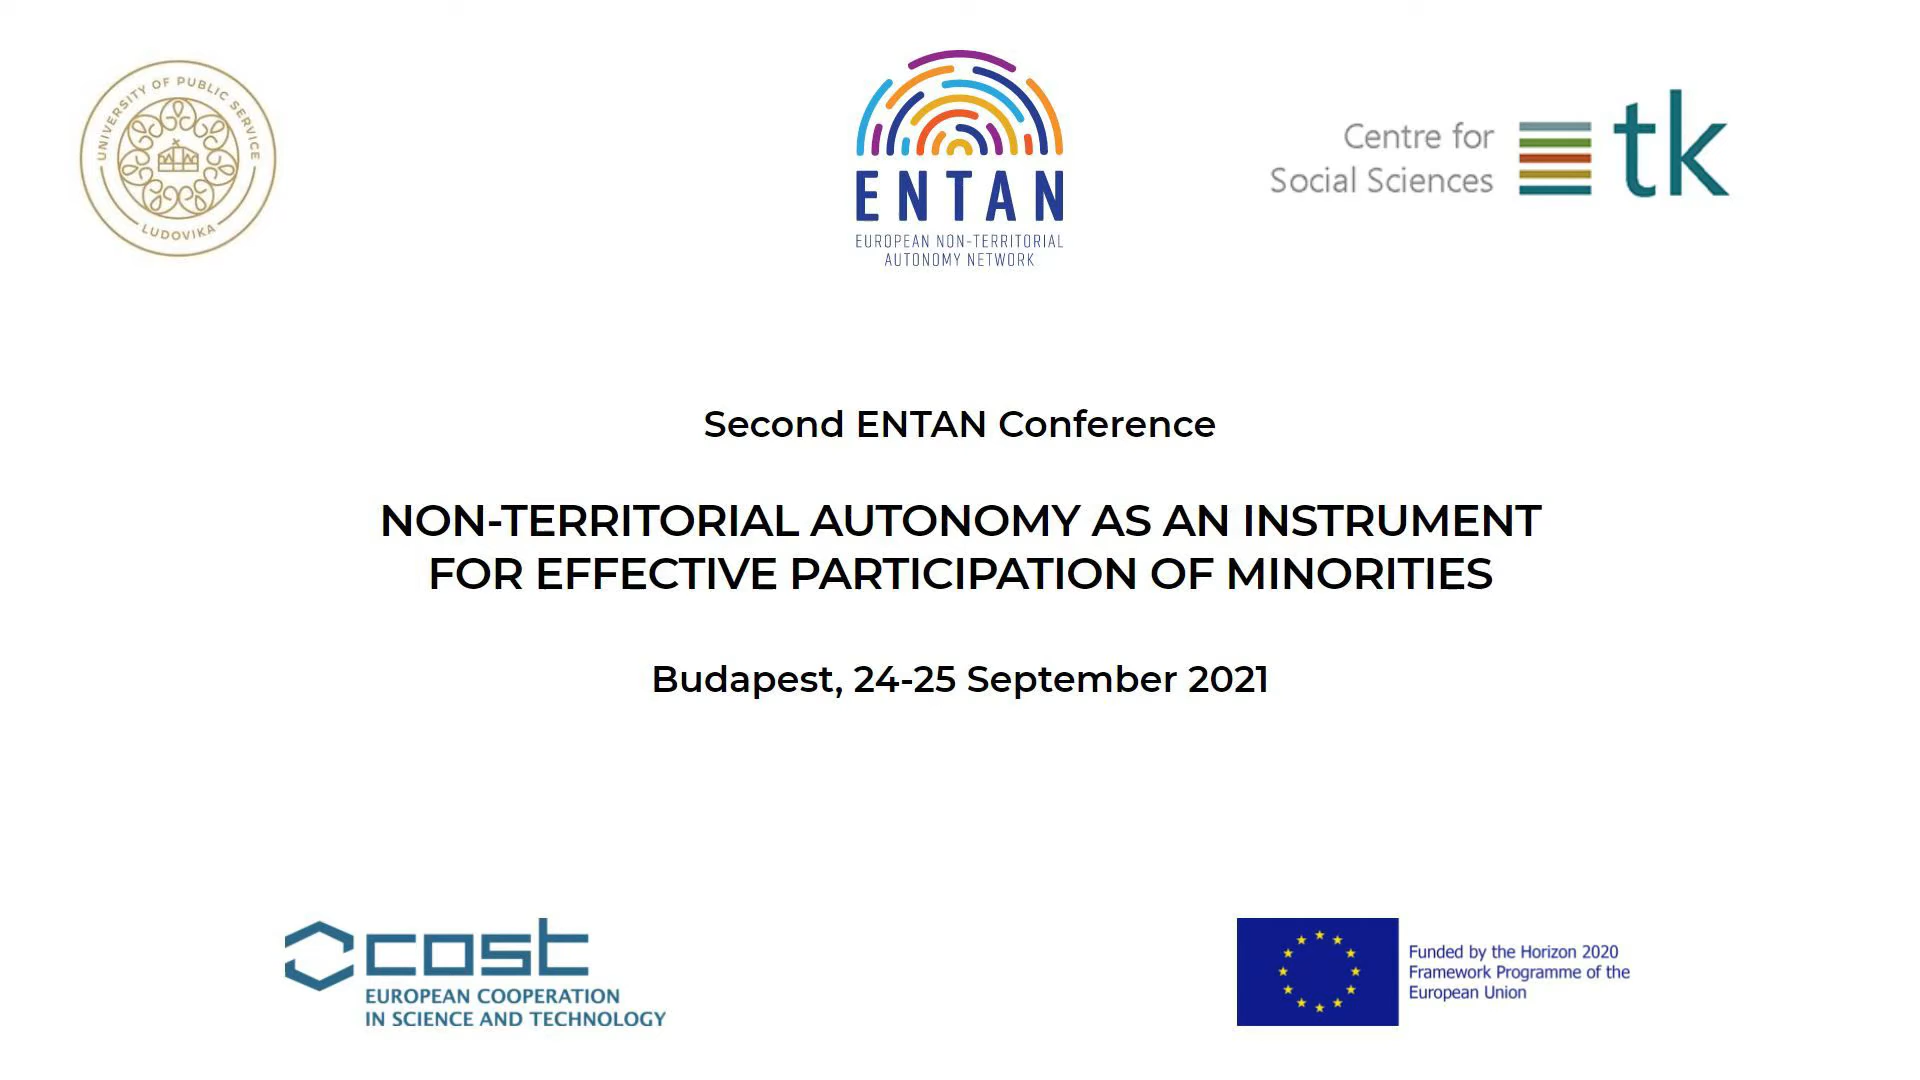 UNIVERSITY OF PUBLIC SERVICE
LUDOVIKA
ENTAN
EUROPEAN NON-TERRITORIAL
AUTONOMY NETWORK
Centre for
Social Sciences
tk
Second ENTAN Conference
NON-TERRITORIAL AUTONOMY AS AN INSTRUMENT
FOR EFFECTIVE PARTICIPATION OF MINORITIES
Budapest, 24-25 September 2021
cost
EUROPEAN COOPERATION
IN SCIENCE AND TECHNOLOGY
Funded by the Horizon 2020
Framework Programme of the
European Union